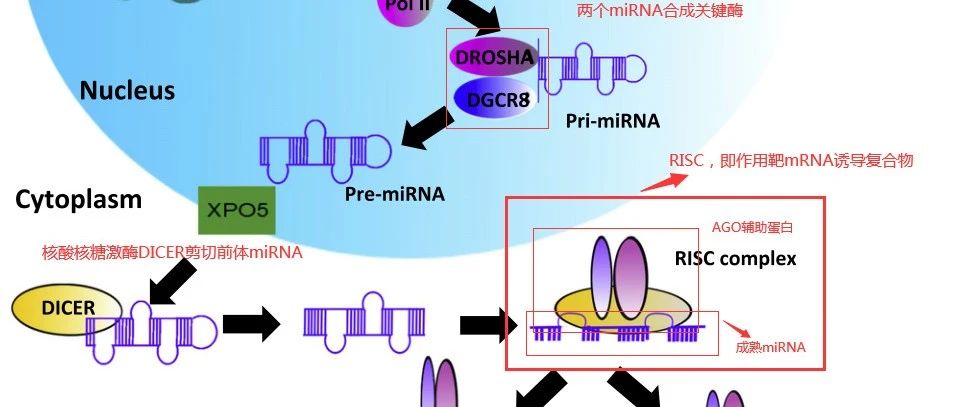 Pol II
两个miRNA合成关键酶
DROSHA
DGCR8
Nucleus
Pri-miRNA
Pre-miRNA
RISC，即作用靶mRNA诱导复合物
Cytoplasm
XPO5
AGO辅助蛋白
核酸核糖激酶DICER剪切前体miRNA
RISC complex
DICER
成熟miRNA